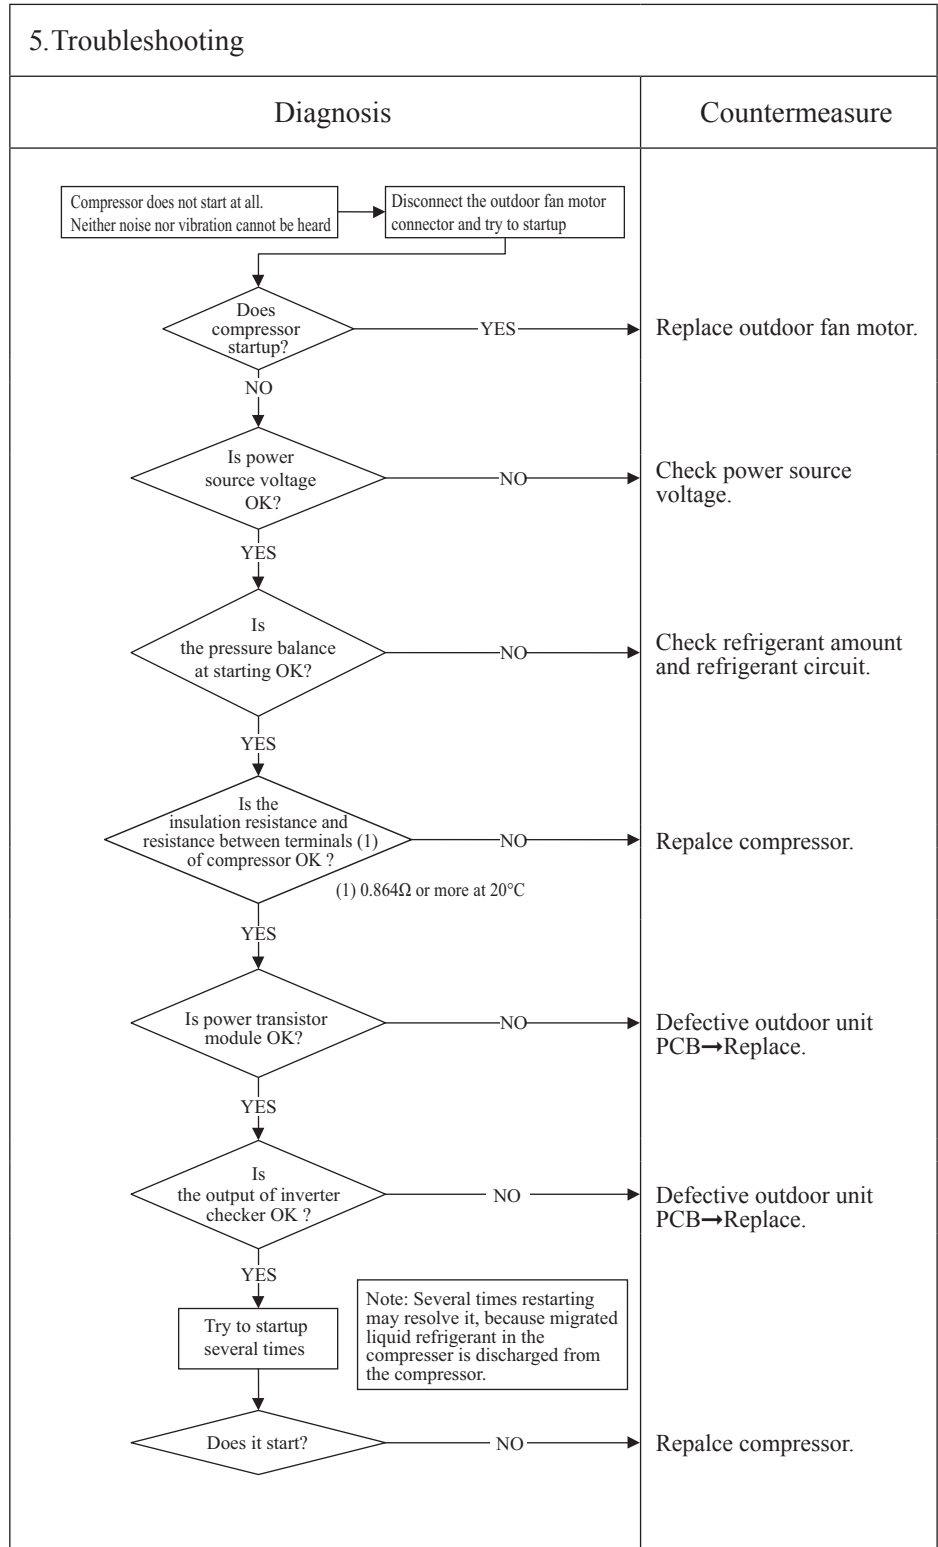 5.Troubleshooting
Diagnosis
Countermeasure
Compressor does not start at all.
Neither noise nor vibration cannot be heard
Disconnect the outdoor fan motor
connector and try to startup
Does
compressor
startup?
YES
Replace outdoor fan motor.
NO
Is power
source voltage
OK?
NO
Check power source
voltage.
YES
Is
the pressure balance
at starting OK?
NO
Check refrigerant amount
and refrigerant circuit.
YES
Is the
insulation resistance and
resistance between terminals (1)
of compressor OK ?
NO
Repalce compressor.
(1) 0.864Ω or more at 20°C
YES
Is power transistor
module OK?
NO
Defective outdoor unit
PCB→Replace.
YES
Is
the output of inverter
checker OK ?
NO
Defective outdoor unit
PCB→Replace.
YES
Try to startup
several times
Note: Several times restarting
may resolve it, because migrated
liquid refrigerant in the
compresser is discharged from
the compressor.
Does it start?
NO
Repalce compressor.